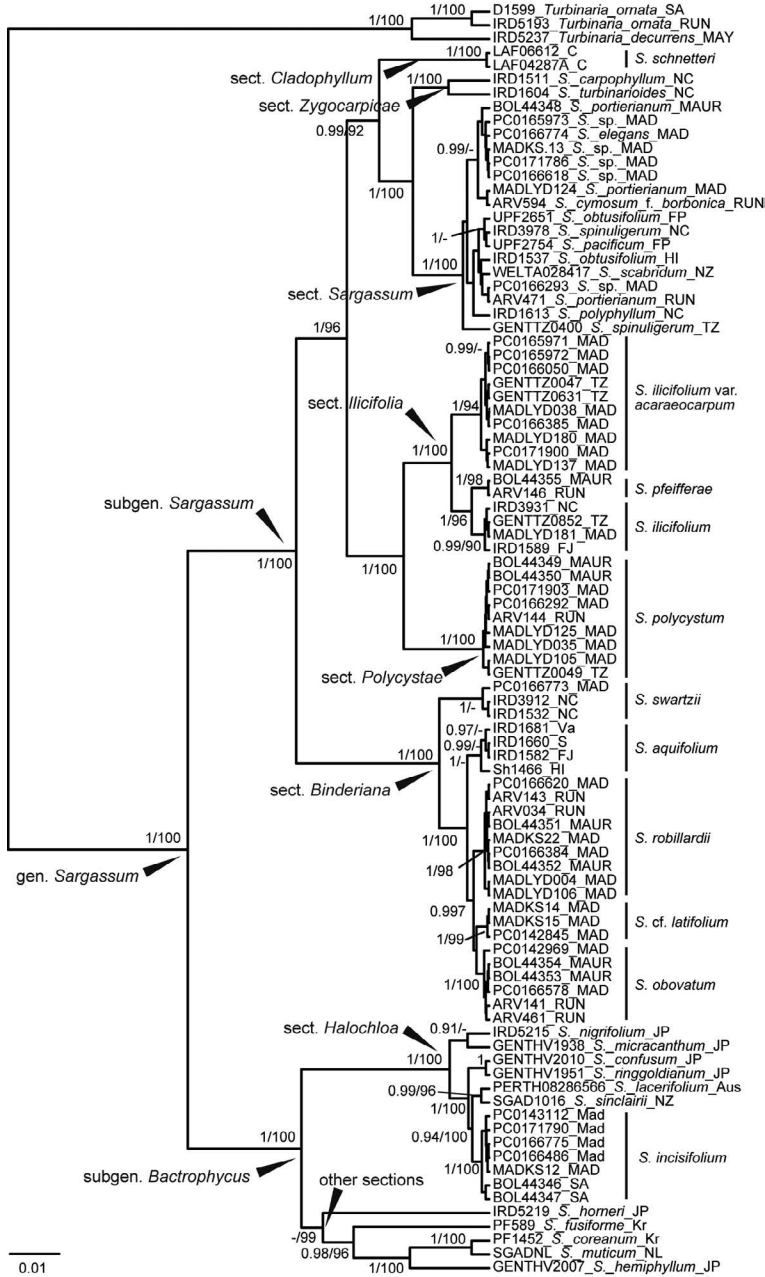 1/100
1/100
D1599_Turbinaria_ornata_SA
IRD5193_Turbinaria_ornata_RUN
IRD5237_Turbinaria_decurrens_MAY
1/100
LAF06612_C
LAF04287A_C
S. schnetteri
sect. Cladophyllum
1/100
IRD1511_S._carpophyllum_NC
IRD1604_S._turbinarioides_NC
sect. Zygocarpicae
0.99/92
BOL44348_S._portierianum_MAUR
PC0165973_S._sp._MAD
PC0166774_S._elegans_MAD
0.99/-
MADKS.13_S._sp._MAD
PC0171786_S._sp._MAD
PC0166618_S._sp._MAD
1/100
MADLYD124_S._portierianum_MAD
ARV594_S._cymosum_f._borbonica_RUN
UPF2651_S._obtusifolium_FP
IRD3978_S._spinuligerum_NC
1/-
UPF2754_S._pacificum_FP
IRD1537_S._obtusifolium_HI
1/100
WELTA028417_S._scabridum_NZ
PC0166293_S._sp._MAD
sect. Sargassum
ARV471_S._portierianum_RUN
IRD1613_S._polyphyllum_NC
GENTTZ0400_S._spinuligerum_TZ
1/96
PC0165971_MAD
0.99/-
PC0165972_MAD
PC0166050_MAD
GENTTZ0047_TZ
GENTTZ0631_TZ
MADLYD038_MAD
PC0166385_MAD
MADLYD180_MAD
PC0171900_MAD
MADLYD137_MAD
S. ilicifolium var.
acaraeocarpum
sect. Ilicifolia
1/94
1/100
1/98
BOL44355_MAUR
ARV146_RUN
S. pfeifferae
IRD3931_NC
GENTTZ0852_TZ
MADLYD181_MAD
IRD1589_FJ
S. ilicifolium
1/96
0.99/90
subgen. Sargassum
1/100
1/100
BOL44349_MAUR
BOL44350_MAUR
PC0171903_MAD
PC0166292_MAD
ARV144_RUN
MADLYD125_MAD
MADLYD035_MAD
MADLYD105_MAD
GENTTZ0049_TZ
S. polycystum
1/100
sect. Polycystae
PC0166773_MAD
IRD3912_NC
IRD1532_NC
S. swartzii
1/-
0.97/-
IRD1681_Va
0.99/-
IRD1660_S
1/-
IRD1582_FJ
Sh1466_HI
S. aquifolium
1/100
sect. Binderiana
PC0166620_MAD
ARV143_RUN
ARV034_RUN
BOL44351_MAUR
MADKS22_MAD
PC0166384_MAD
BOL44352_MAUR
MADLYD004_MAD
MADLYD106_MAD
S. robillardii
1/100
1/98
1/100
gen. Sargassum
0.997
MADKS14_MAD
MADKS15_MAD
PC0142845_MAD
S. cf. latifolium
1/99
PC0142969_MAD
BOL44354_MAUR
BOL44353_MAUR
PC0166578_MAD
ARV141_RUN
ARV461_RUN
S. obovatum
1/100
sect. Halochloa
0.91/-
IRD5215_S._nigrifolium_JP
GENTHV1938_S._micracanthum_JP
1/100
1
GENTHV2010_S._confusum_JP
GENTHV1951_S._ringgoldianum_JP
0.99/96
PERTH08286566_S._lacerifolium_Aus
SGAD1016_S._sinclairii_NZ
1/100
PC0143112_Mad
PC0171790_Mad
PC0166775_Mad
PC0166486_Mad
MADKS12_MAD
BOL44346_SA
BOL44347_SA
S. incisifolium
0.94/100
1/100
1/100
subgen. Bactrophycus
other sections
IRD5219_S._horneri_JP
PF589_S._fusiforme_Kr
-/99
1/100
PF1452_S._coreanum_Kr
SGADNL_S._muticum_NL
0.98/96
1/100
GENTHV2007_S._hemiphyllum_JP
0.01